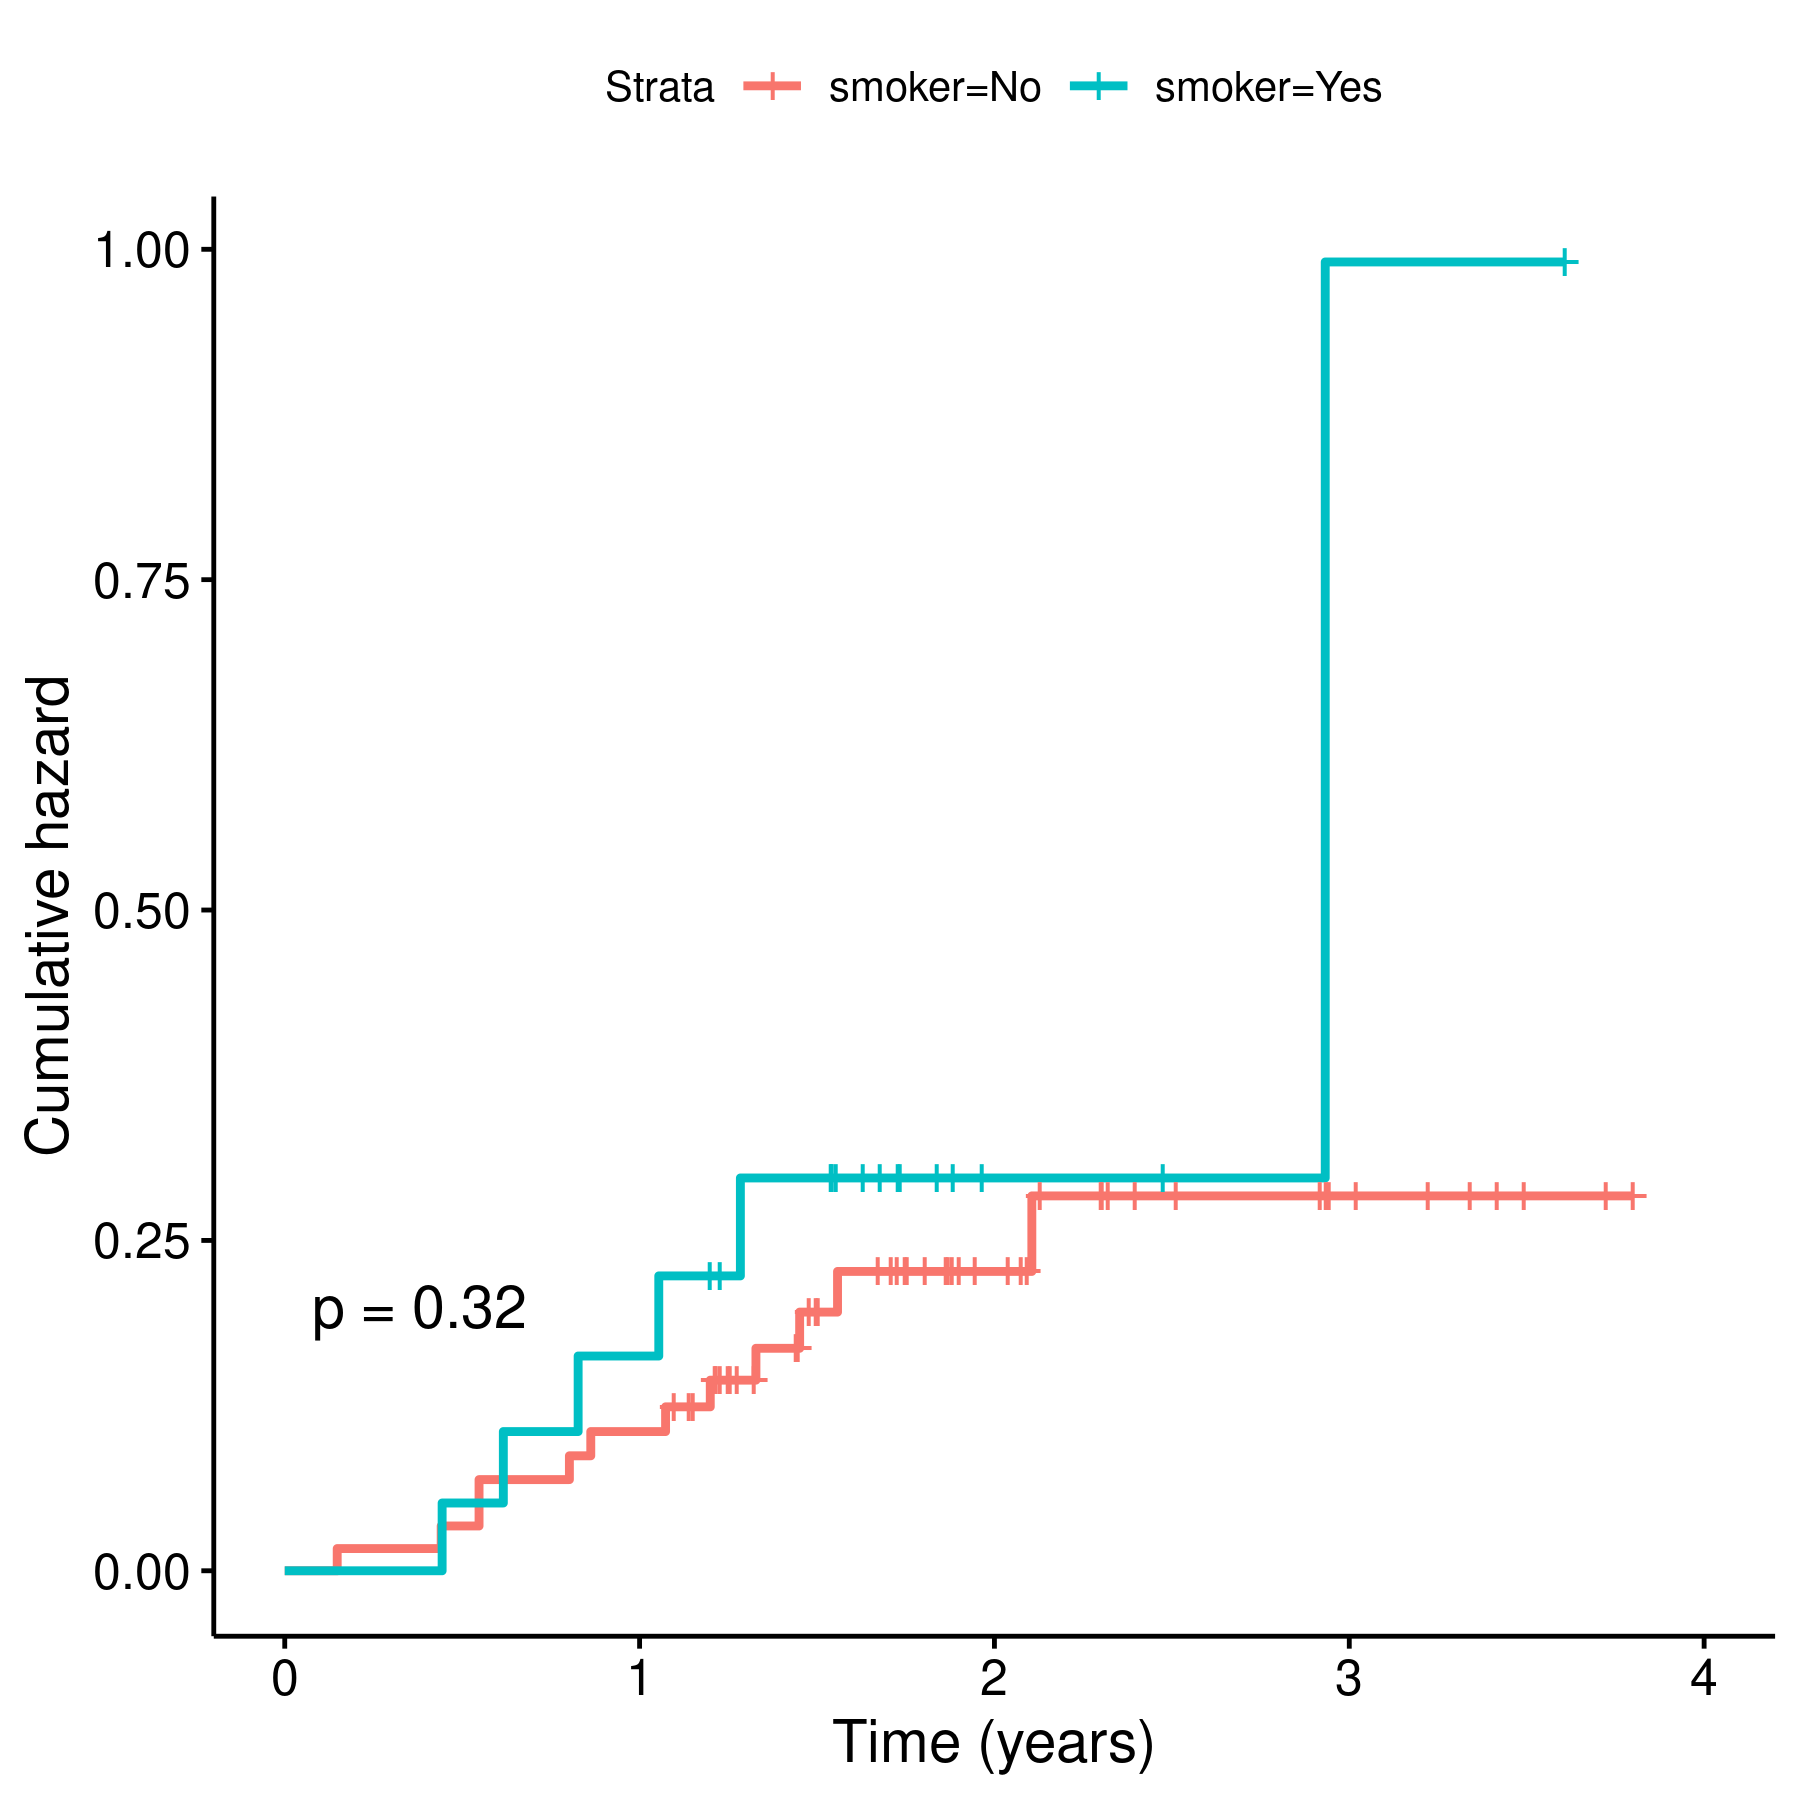 Strata smoker=No smoker=Yes
1.00
0.75
0.50
0.25
0.00
Cumulative hazard
p = 0.32
0 1 2 3 4
Time (years)